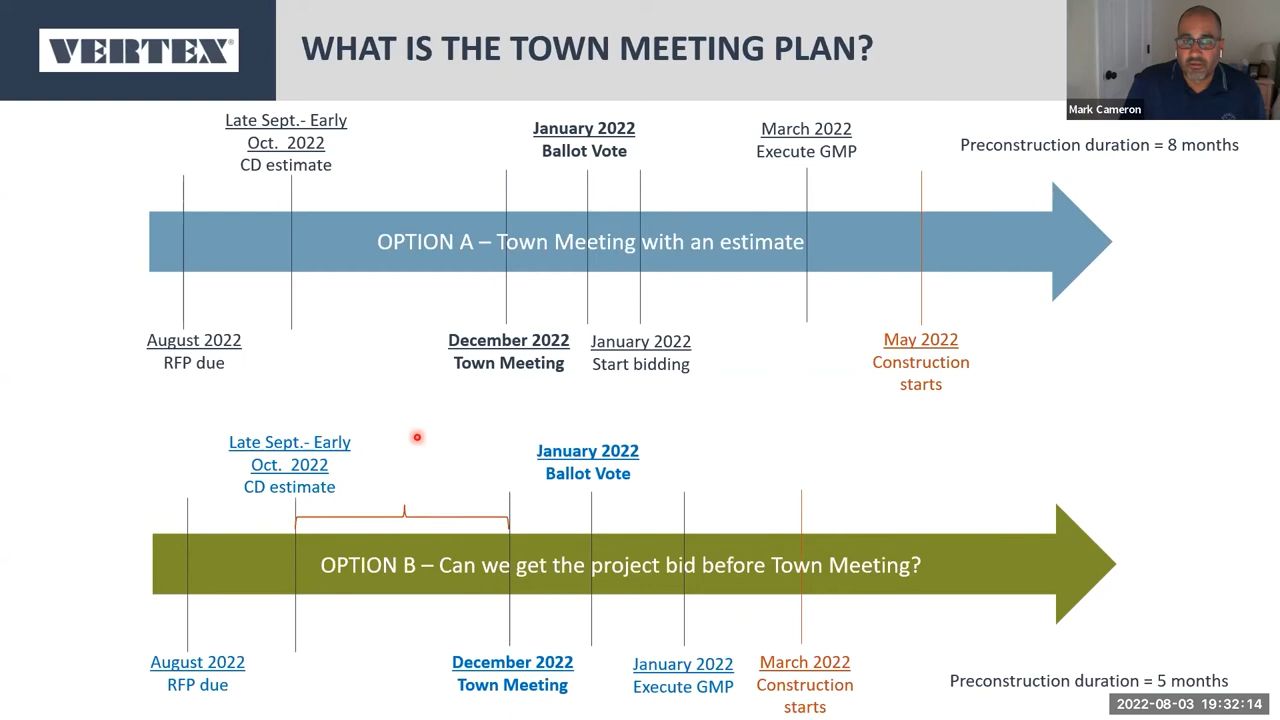 VERTEX®
WHAT IS THE TOWN MEETING PLAN?
Mark Cameron
Late Sept.- Early
Oct. 2022
CD estimate
January 2022
Ballot Vote
March 2022
Execute GMP
Preconstruction duration = 8 months
OPTION A – Town Meeting with an estimate
August 2022
RFP due
December 2022
Town Meeting
January 2022
Start bidding
May 2022
Construction
starts
Late Sept.- Early
Oct. 2022
CD estimate
January 2022
Ballot Vote
OPTION B – Can we get the project bid before Town Meeting?
August 2022
RFP due
December 2022
Town Meeting
January 2022
Execute GMP
March 2022
Construction
starts
Preconstruction duration = 5 months
2022-08-03 19:32:14